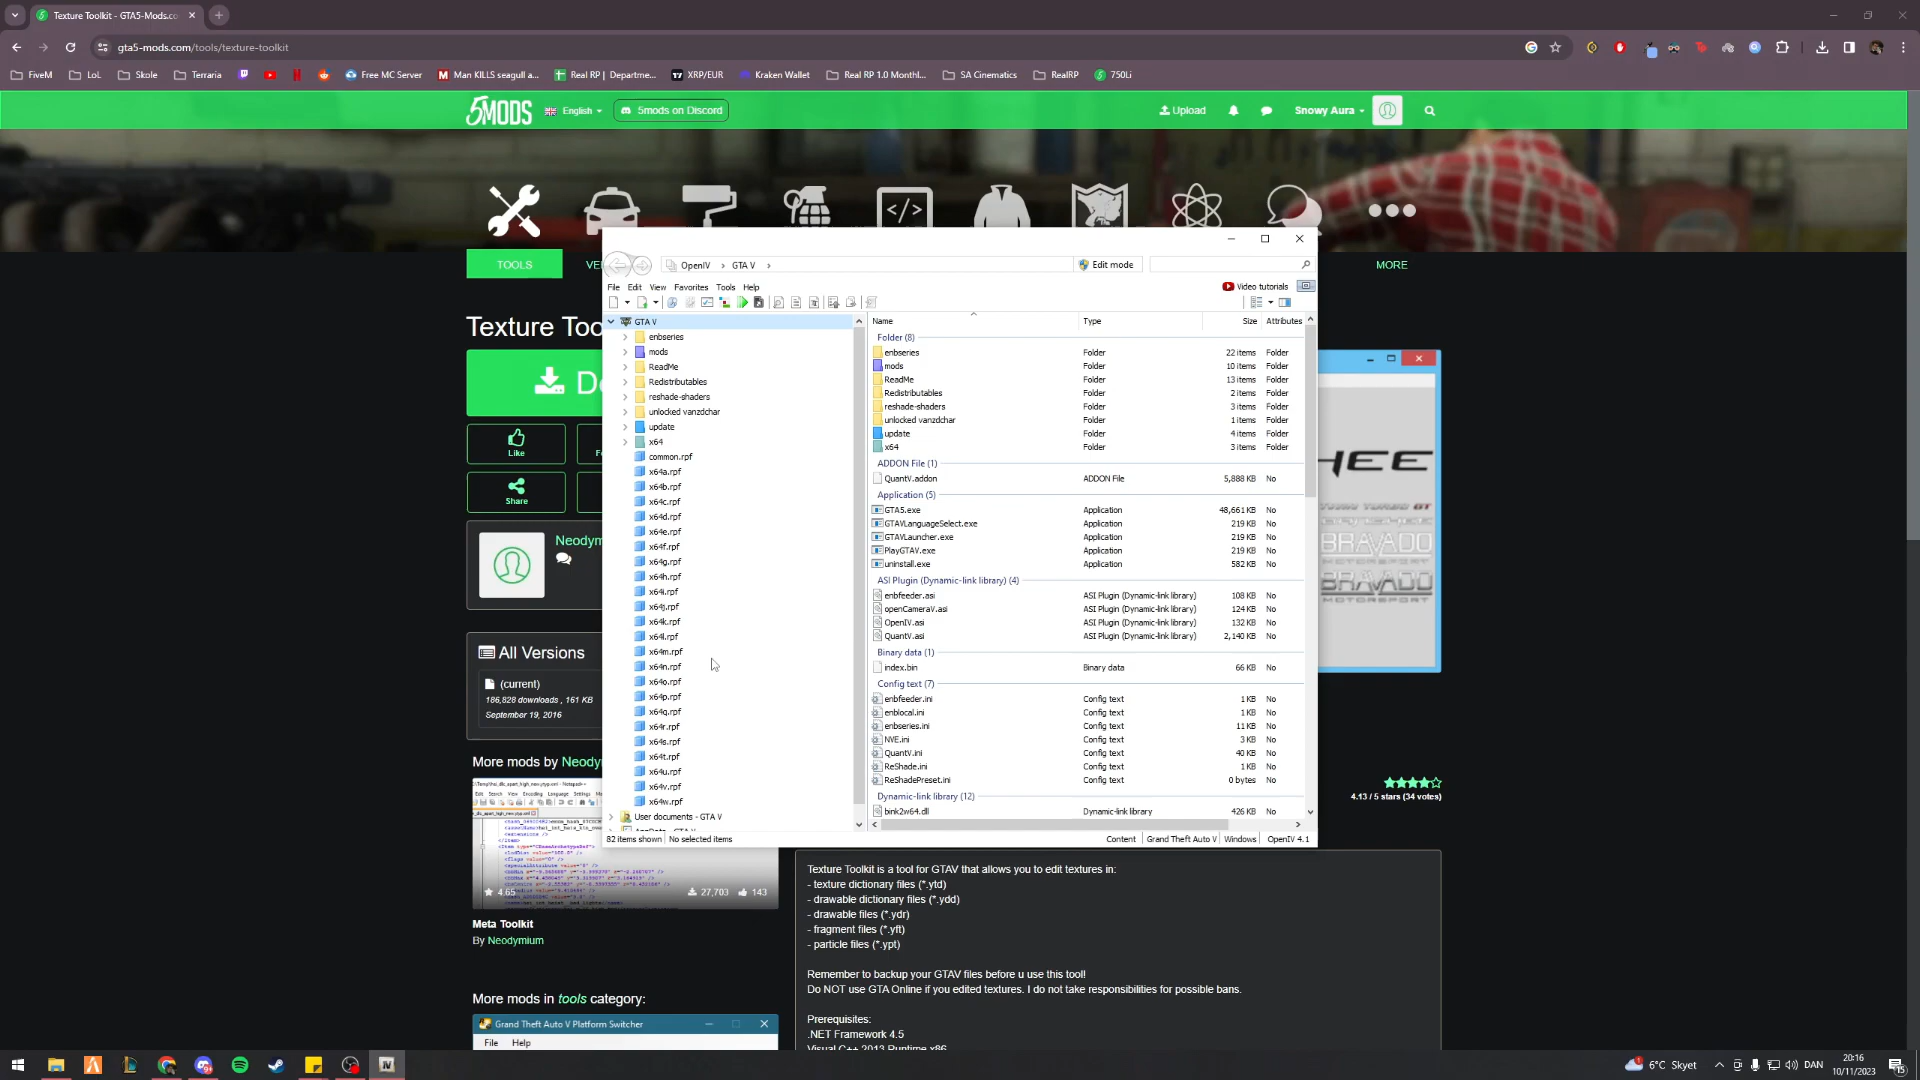 Texture Toolkit - GTA5-Mods.co
gta5-mods.com/tools/texture-toolkit
FiveM LoL Skole Terraria Free MC Server Man KILLS seagull a... Real RP | Departme... XRP/EUR Kraken Wallet Real RP 1.0 Monthl... SA Cinematics RealRP 750Li
5MODS English 5mods on Discord Upload Snowy Aura
TOOLS VE MORE
Texture Too
Do
Like F
Share
Neodym
All Versions
(current)
186,828 downloads , 161 KB
September 19, 2016
More mods by Neody
4.65 27,703 143
Meta Toolkit
By Neodymium
More mods in tools category:
Grand Theft Auto V Platform Switcher
File Help
OpenIV › GTA V › Edit mode
File Edit View Favorites Tools Help Video tutorials
GTA V
enbseries
mods
ReadMe
Redistributables
reshade-shaders
unlocked vanzdchar
update
x64
common.rpf
x64a.rpf
x64b.rpf
x64c.rpf
x64d.rpf
x64e.rpf
x64f.rpf
x64g.rpf
x64h.rpf
x64i.rpf
x64j.rpf
x64k.rpf
x64l.rpf
x64m.rpf
x64n.rpf
x64o.rpf
x64p.rpf
x64q.rpf
x64r.rpf
x64s.rpf
x64t.rpf
x64u.rpf
x64v.rpf
x64w.rpf
User documents - GTA V
Name Type Size Attributes
Folder (8)
enbseries Folder 22 items Folder
mods Folder 10 items Folder
ReadMe Folder 13 items Folder
Redistributables Folder 2 items Folder
reshade-shaders Folder 3 items Folder
unlocked vanzdchar Folder 1 items Folder
update Folder 4 items Folder
x64 Folder 3 items Folder
ADDON File (1)
QuantV.addon ADDON File 5,888 KB No
Application (5)
GTA5.exe Application 48,661 KB No
GTAVLanguageSelect.exe Application 219 KB No
GTAVLauncher.exe Application 219 KB No
PlayGTAV.exe Application 219 KB No
uninstall.exe Application 582 KB No
ASI Plugin (Dynamic-link library) (4)
enbfeeder.asi ASI Plugin (Dynamic-link library) 108 KB No
openCameraV.asi ASI Plugin (Dynamic-link library) 124 KB No
OpenIV.asi ASI Plugin (Dynamic-link library) 132 KB No
QuantV.asi ASI Plugin (Dynamic-link library) 2,140 KB No
Binary data (1)
index.bin Binary data 66 KB No
Config text (7)
enbfeeder.ini Config text 1 KB No
enblocal.ini Config text 1 KB No
enbseries.ini Config text 11 KB No
NVE.ini Config text 3 KB No
QuantV.ini Config text 40 KB No
ReShade.ini Config text 1 KB No
ReShadePreset.ini Config text 0 bytes No
Dynamic-link library (12)
bink2w64.dll Dynamic-link library 426 KB No
82 items shown No selected items Content Grand Theft Auto V Windows OpenIV 4.1
HEE
BRAVADO
BRAVADO
MOTORSPORT
4.13 / 5 stars (34 votes)
Texture Toolkit is a tool for GTAV that allows you to edit textures in:
- texture dictionary files (*.ytd)
- drawable dictionary files (*.ydd)
- drawable files (*.ydr)
- fragment files (*.yft)
- particle files (*.ypt)
Remember to backup your GTAV files before u use this tool!
Do NOT use GTA Online if you edited textures. I do not take responsibilities for possible bans.
Prerequisites:
.NET Framework 4.5
Visual C++ 2013 Runtime x86
6°C Skyet DAN 20:16
10/11/2023